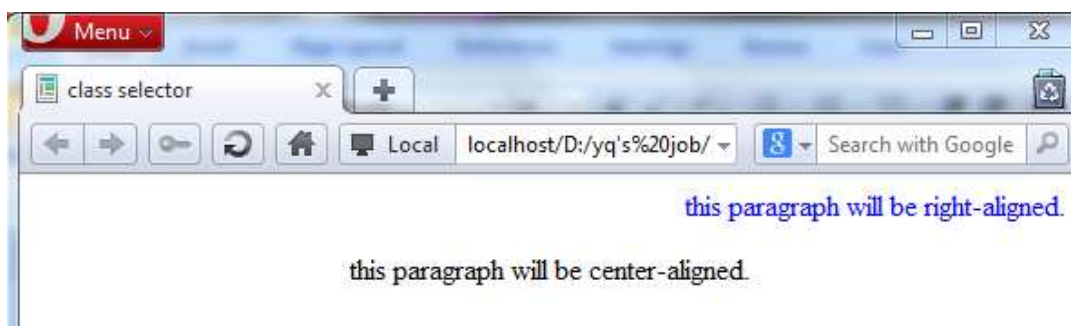 Menu
class selector
Local localhost/D:/yq's%20job/ 8 Search with Google
this paragraph will be right-aligned.
this paragraph will be center-aligned.